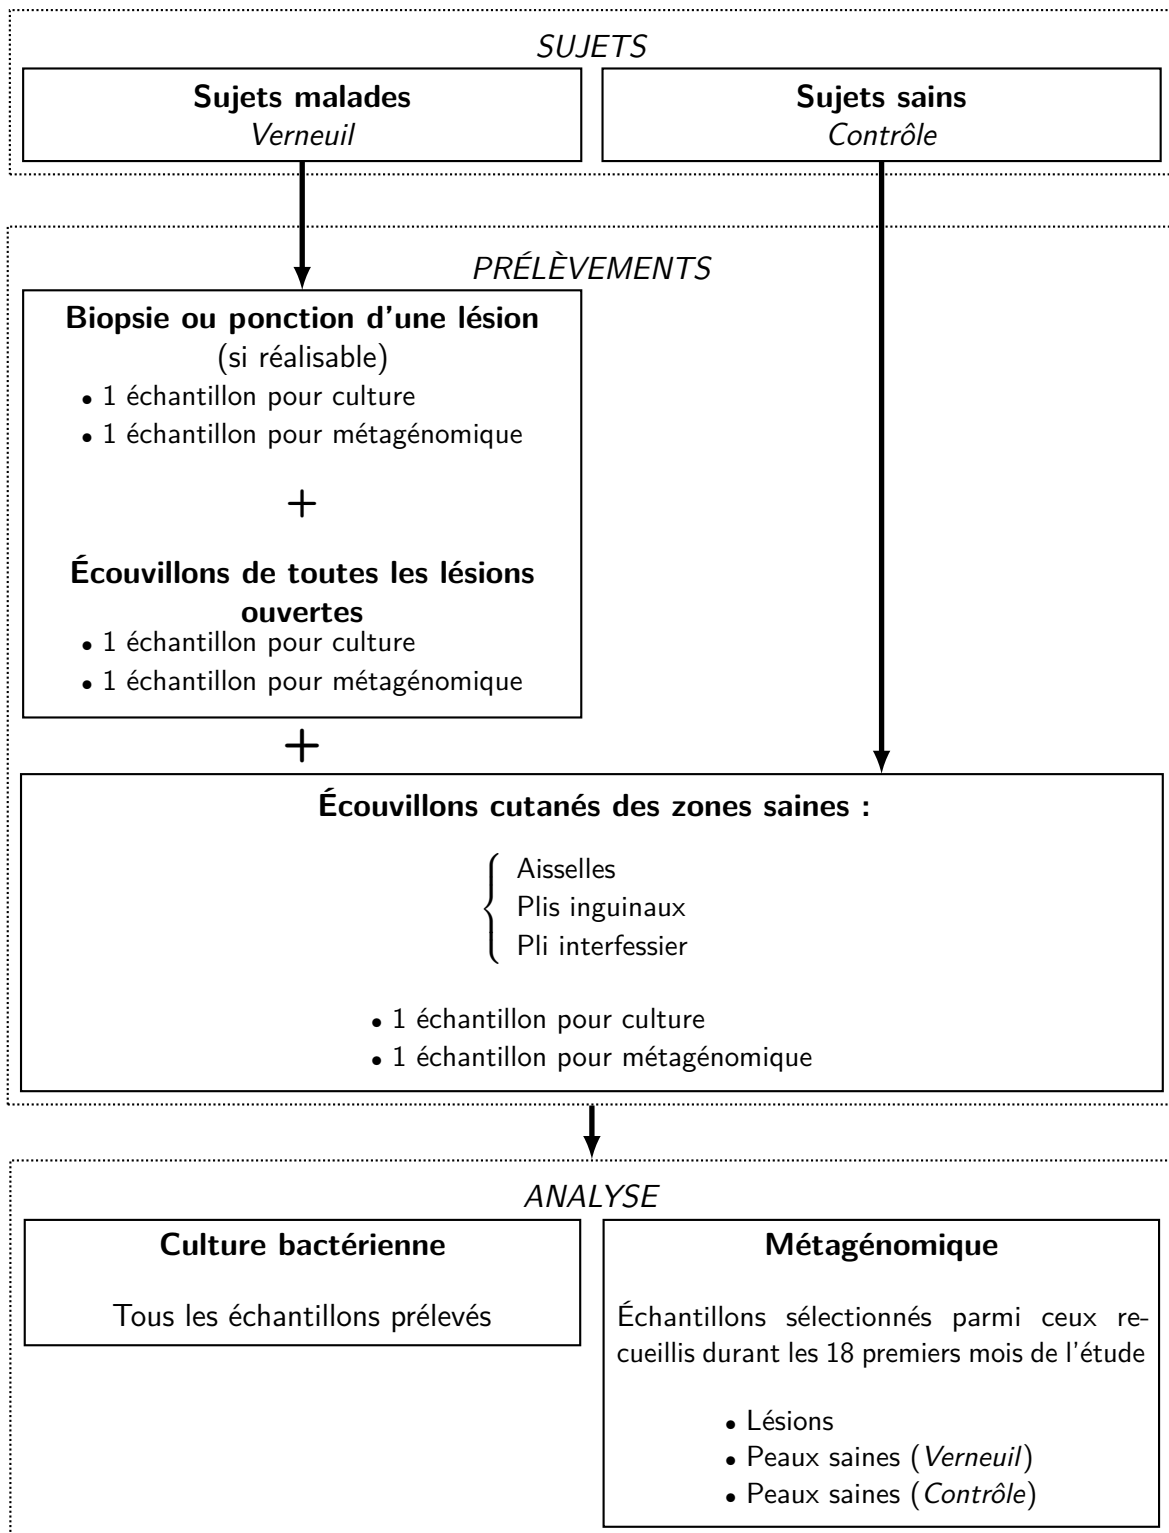 SUJETS
Sujets malades
Verneuil
Sujets sains
Contrôle
PRÉLÈVEMENTS
Biopsie ou ponction d'une lésion
(si réalisable)
• 1 échantillon pour culture
• 1 échantillon pour métagénomique
+
Écouvillons de toutes les lésions
ouvertes
• 1 échantillon pour culture
• 1 échantillon pour métagénomique
+
Écouvillons cutanés des zones saines :
Aisselles
Plis inguinaux
Pli interfessier
• 1 échantillon pour culture
• 1 échantillon pour métagénomique
ANALYSE
Culture bactérienne
Tous les échantillons prélevés
Métagénomique
Échantillons sélectionnés parmi ceux re-
cueillis durant les 18 premiers mois de l'étude
• Lésions
• Peaux saines (Verneuil)
• Peaux saines (Contrôle)